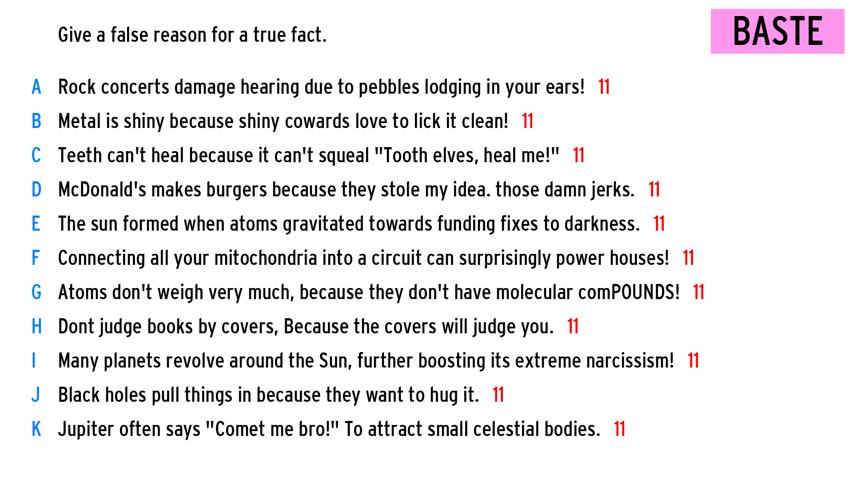 Give a false reason for a true fact.
BASTE
A Rock concerts damage hearing due to pebbles lodging in your ears! 11
B Metal is shiny because shiny cowards love to lick it clean! 11
C Teeth can't heal because it can't squeal "Tooth elves, heal me!" 11
D McDonald's makes burgers because they stole my idea. those damn jerks. 11
E The sun formed when atoms gravitated towards funding fixes to darkness. 11
F Connecting all your mitochondria into a circuit can surprisingly power houses! 11
G Atoms don't weigh very much, because they don't have molecular comPOUNDS! 11
H Dont judge books by covers, Because the covers will judge you. 11
I Many planets revolve around the Sun, further boosting its extreme narcissism! 11
J Black holes pull things in because they want to hug it. 11
K Jupiter often says "Comet me bro!" To attract small celestial bodies. 11